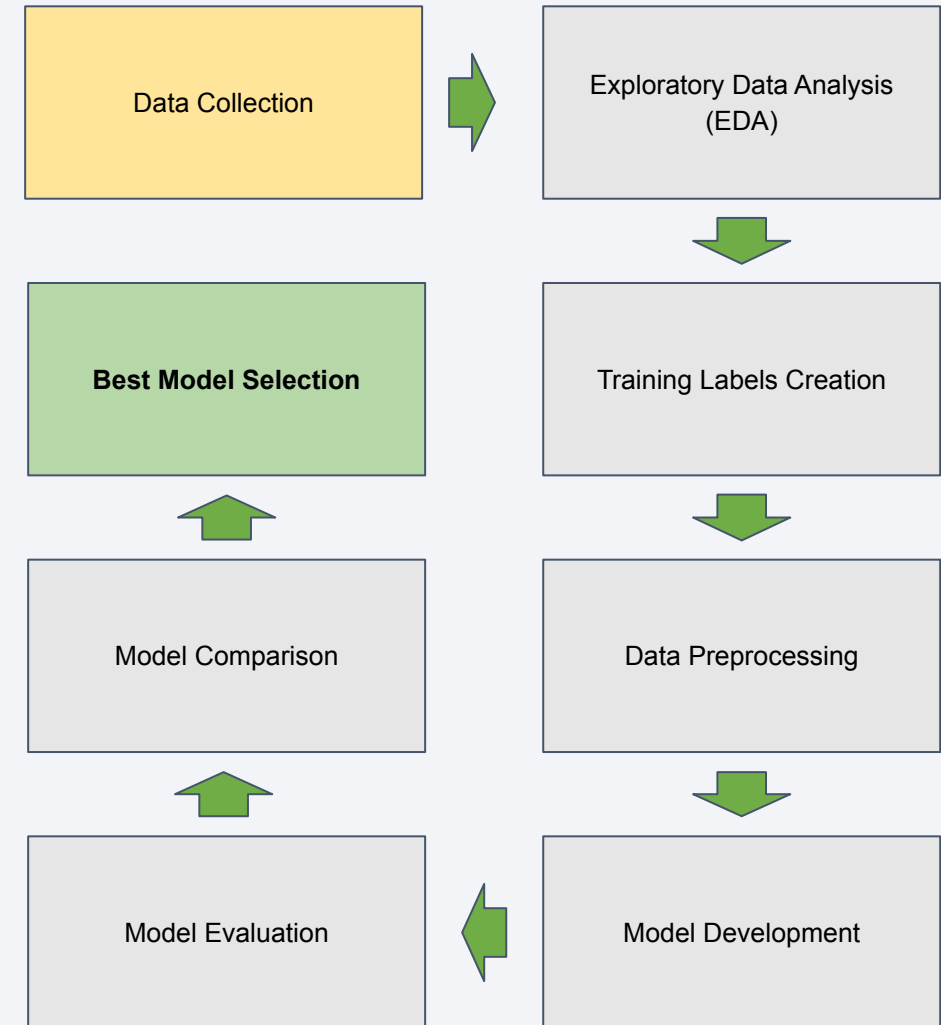 Data Collection
Exploratory Data Analysis
(EDA)
Training Labels Creation
Data Preprocessing
Model Development
Model Evaluation
Model Comparison
Best Model Selection